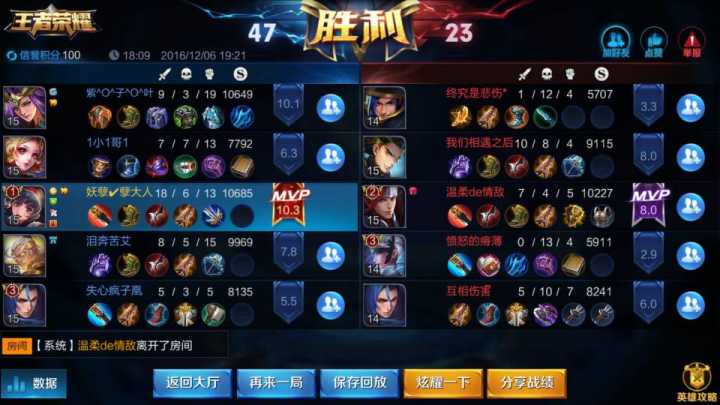 王者荣耀
47 胜利 23
信誉积分 100 18:09 2016/12/06 19:21
加好友 点赞 举报
S S
紫^O^子^O^叶 9 / 3 / 19 10649 10.1
15
终究是悲伤* 1 / 12 / 4 5707 3.3
14
1小1哥1 7 / 7 / 13 7792 6.3
15
我们相遇之后 10 / 8 / 4 9115 8.0
15
(1) 妖孽✔孽大人 18 / 6 / 13 10685 MVP 10.3
15
(2) 温柔de情敌 7 / 4 / 5 10227 MVP 8.0
15
泪奔苦艾 8 / 5 / 15 9969 7.8
15
(3) 愤怒的瘠薄 0 / 13 / 4 5911 2.9
14
(3) 失心疯子凰 5 / 3 / 5 8135 5.5
15
互相伤害 5 / 10 / 7 8241 6.0
14
房间 【系统】温柔de情敌离开了房间
数据 返回大厅 再来一局 保存回放 炫耀一下 分享战绩 英雄攻略